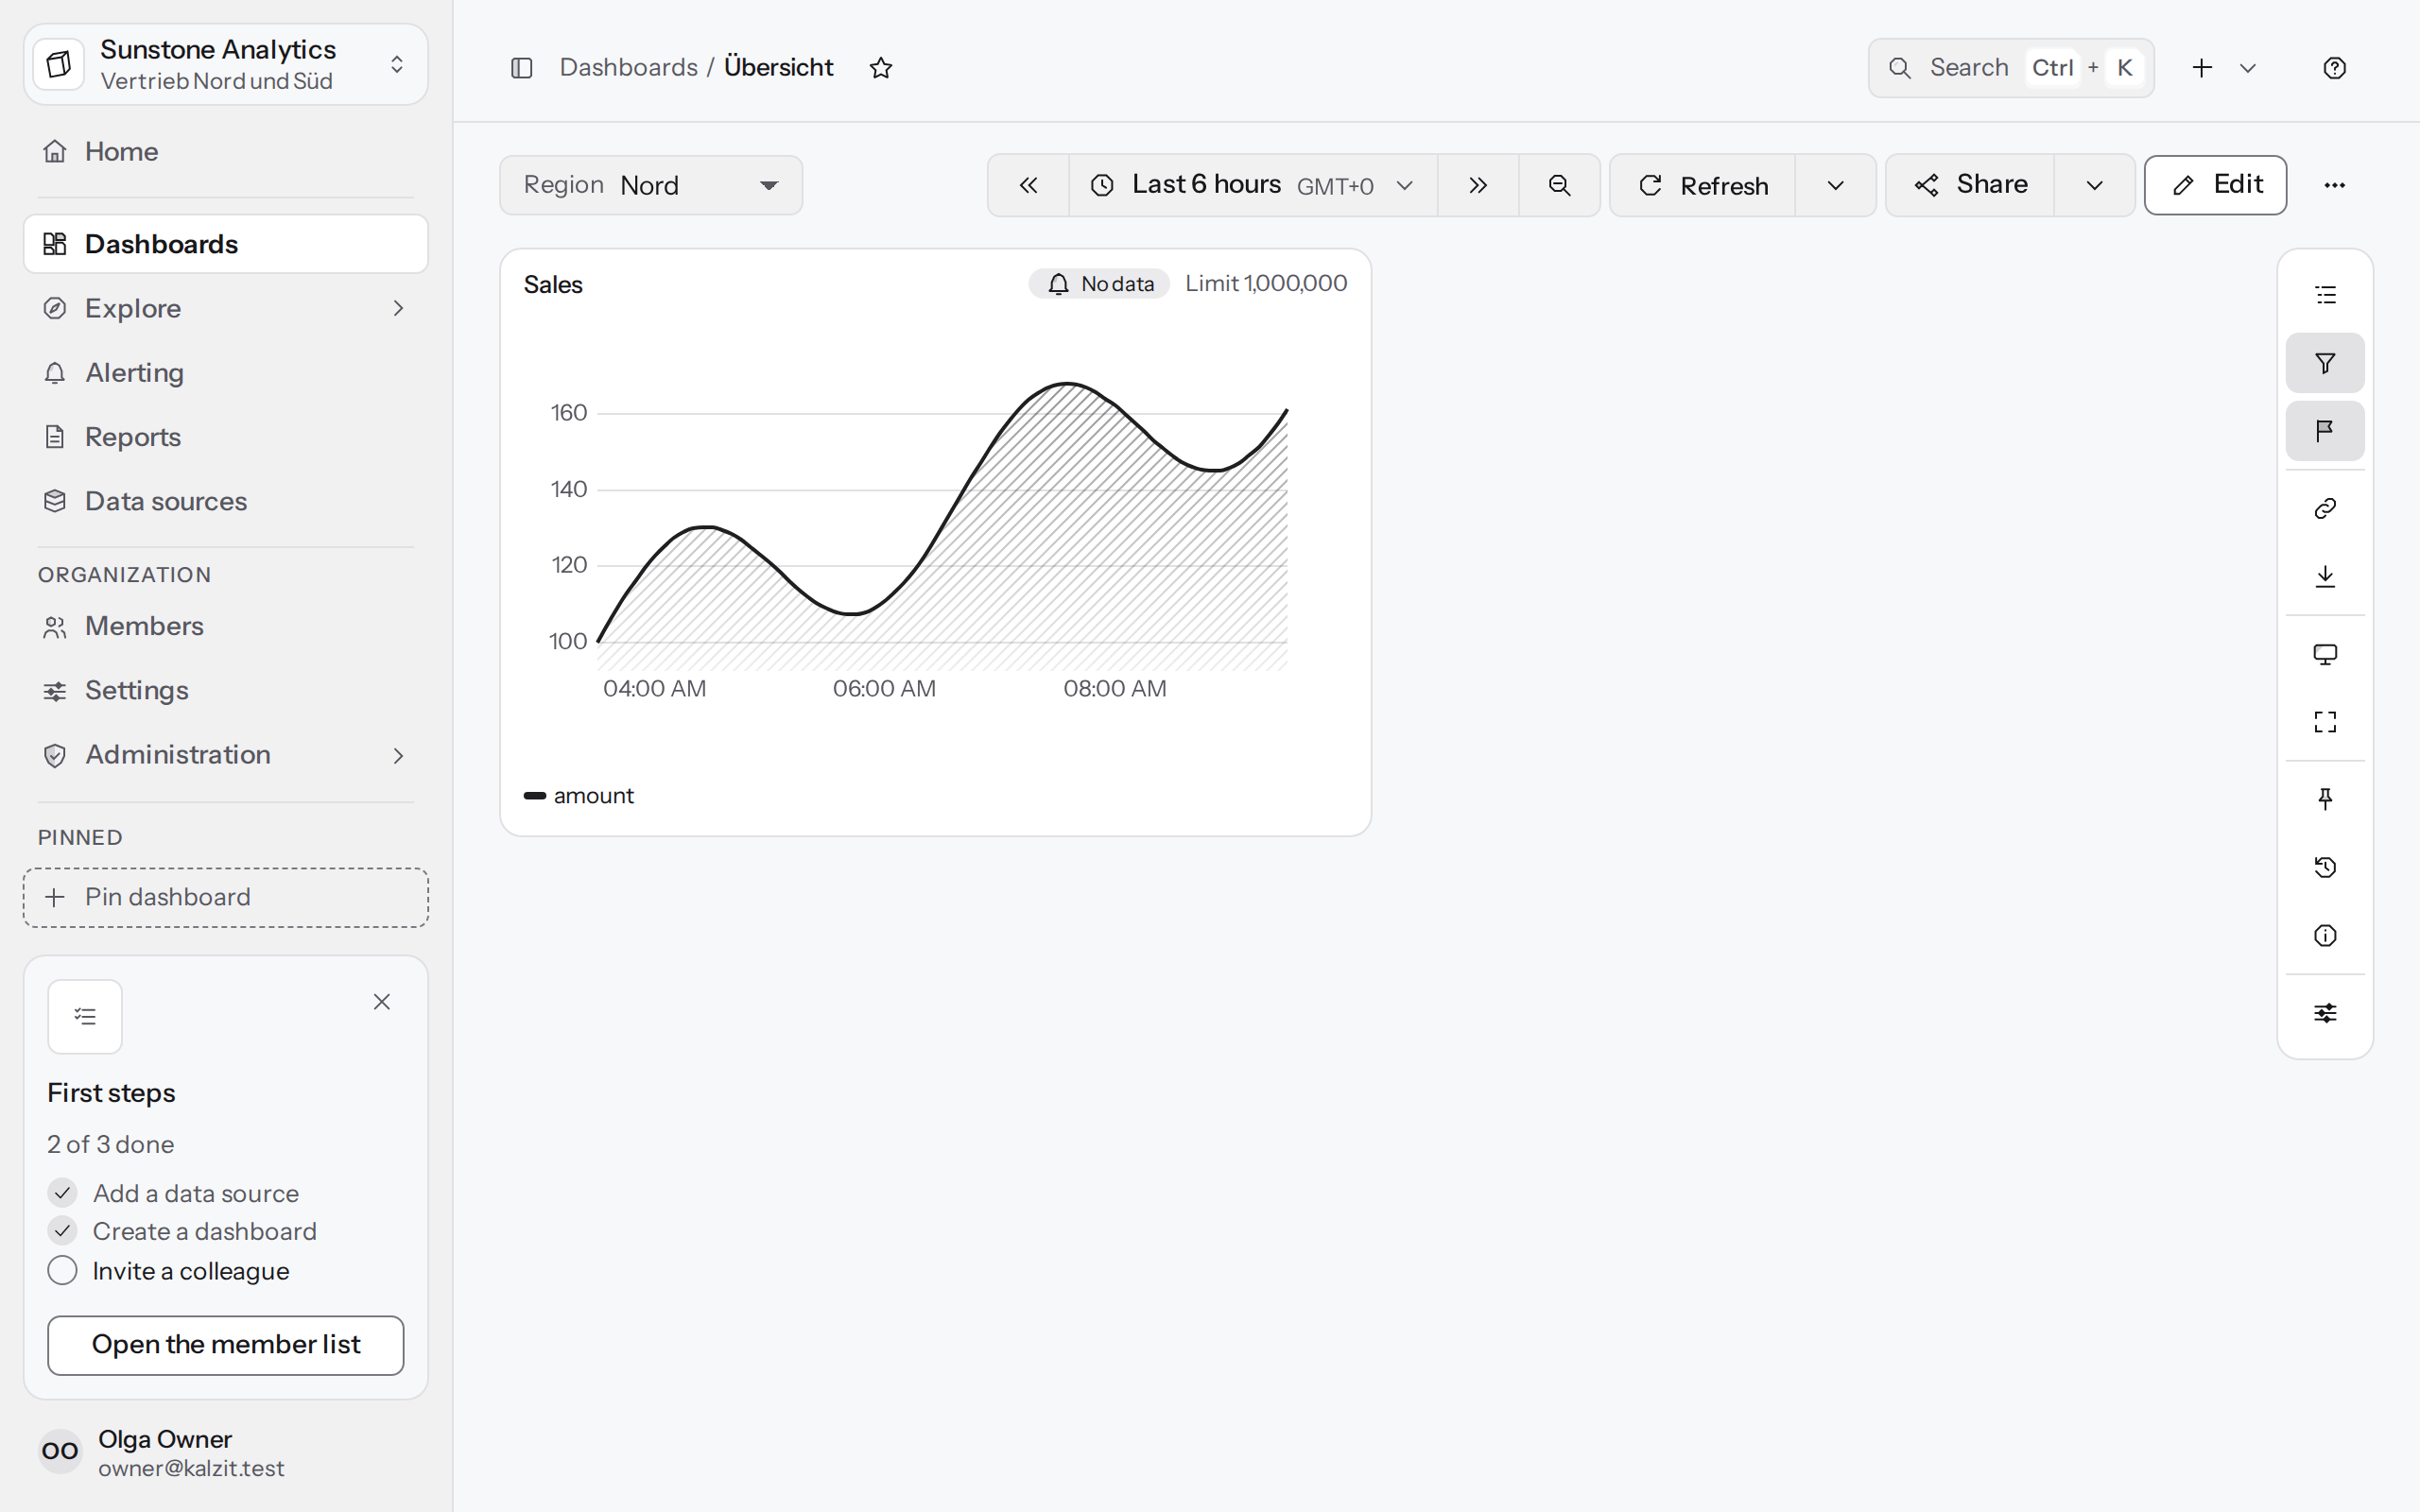 Sunstone Analytics
Vertrieb Nord und Süd
Home
Dashboards
Explore
Alerting
Reports
Data sources
ORGANIZATION
Members
Settings
Administration
PINNED
Pin dashboard
First steps
2 of 3 done
Add a data source
Create a dashboard
Invite a colleague
Open the member list
OO
Olga Owner
owner@kalzit.test
Dashboards / Übersicht
Search Ctrl + K
Region Nord
Last 6 hours GMT+0
Refresh
Share
Edit
Sales
No data
Limit 1,000,000
160
140
120
100
04:00 AM 06:00 AM 08:00 AM
amount